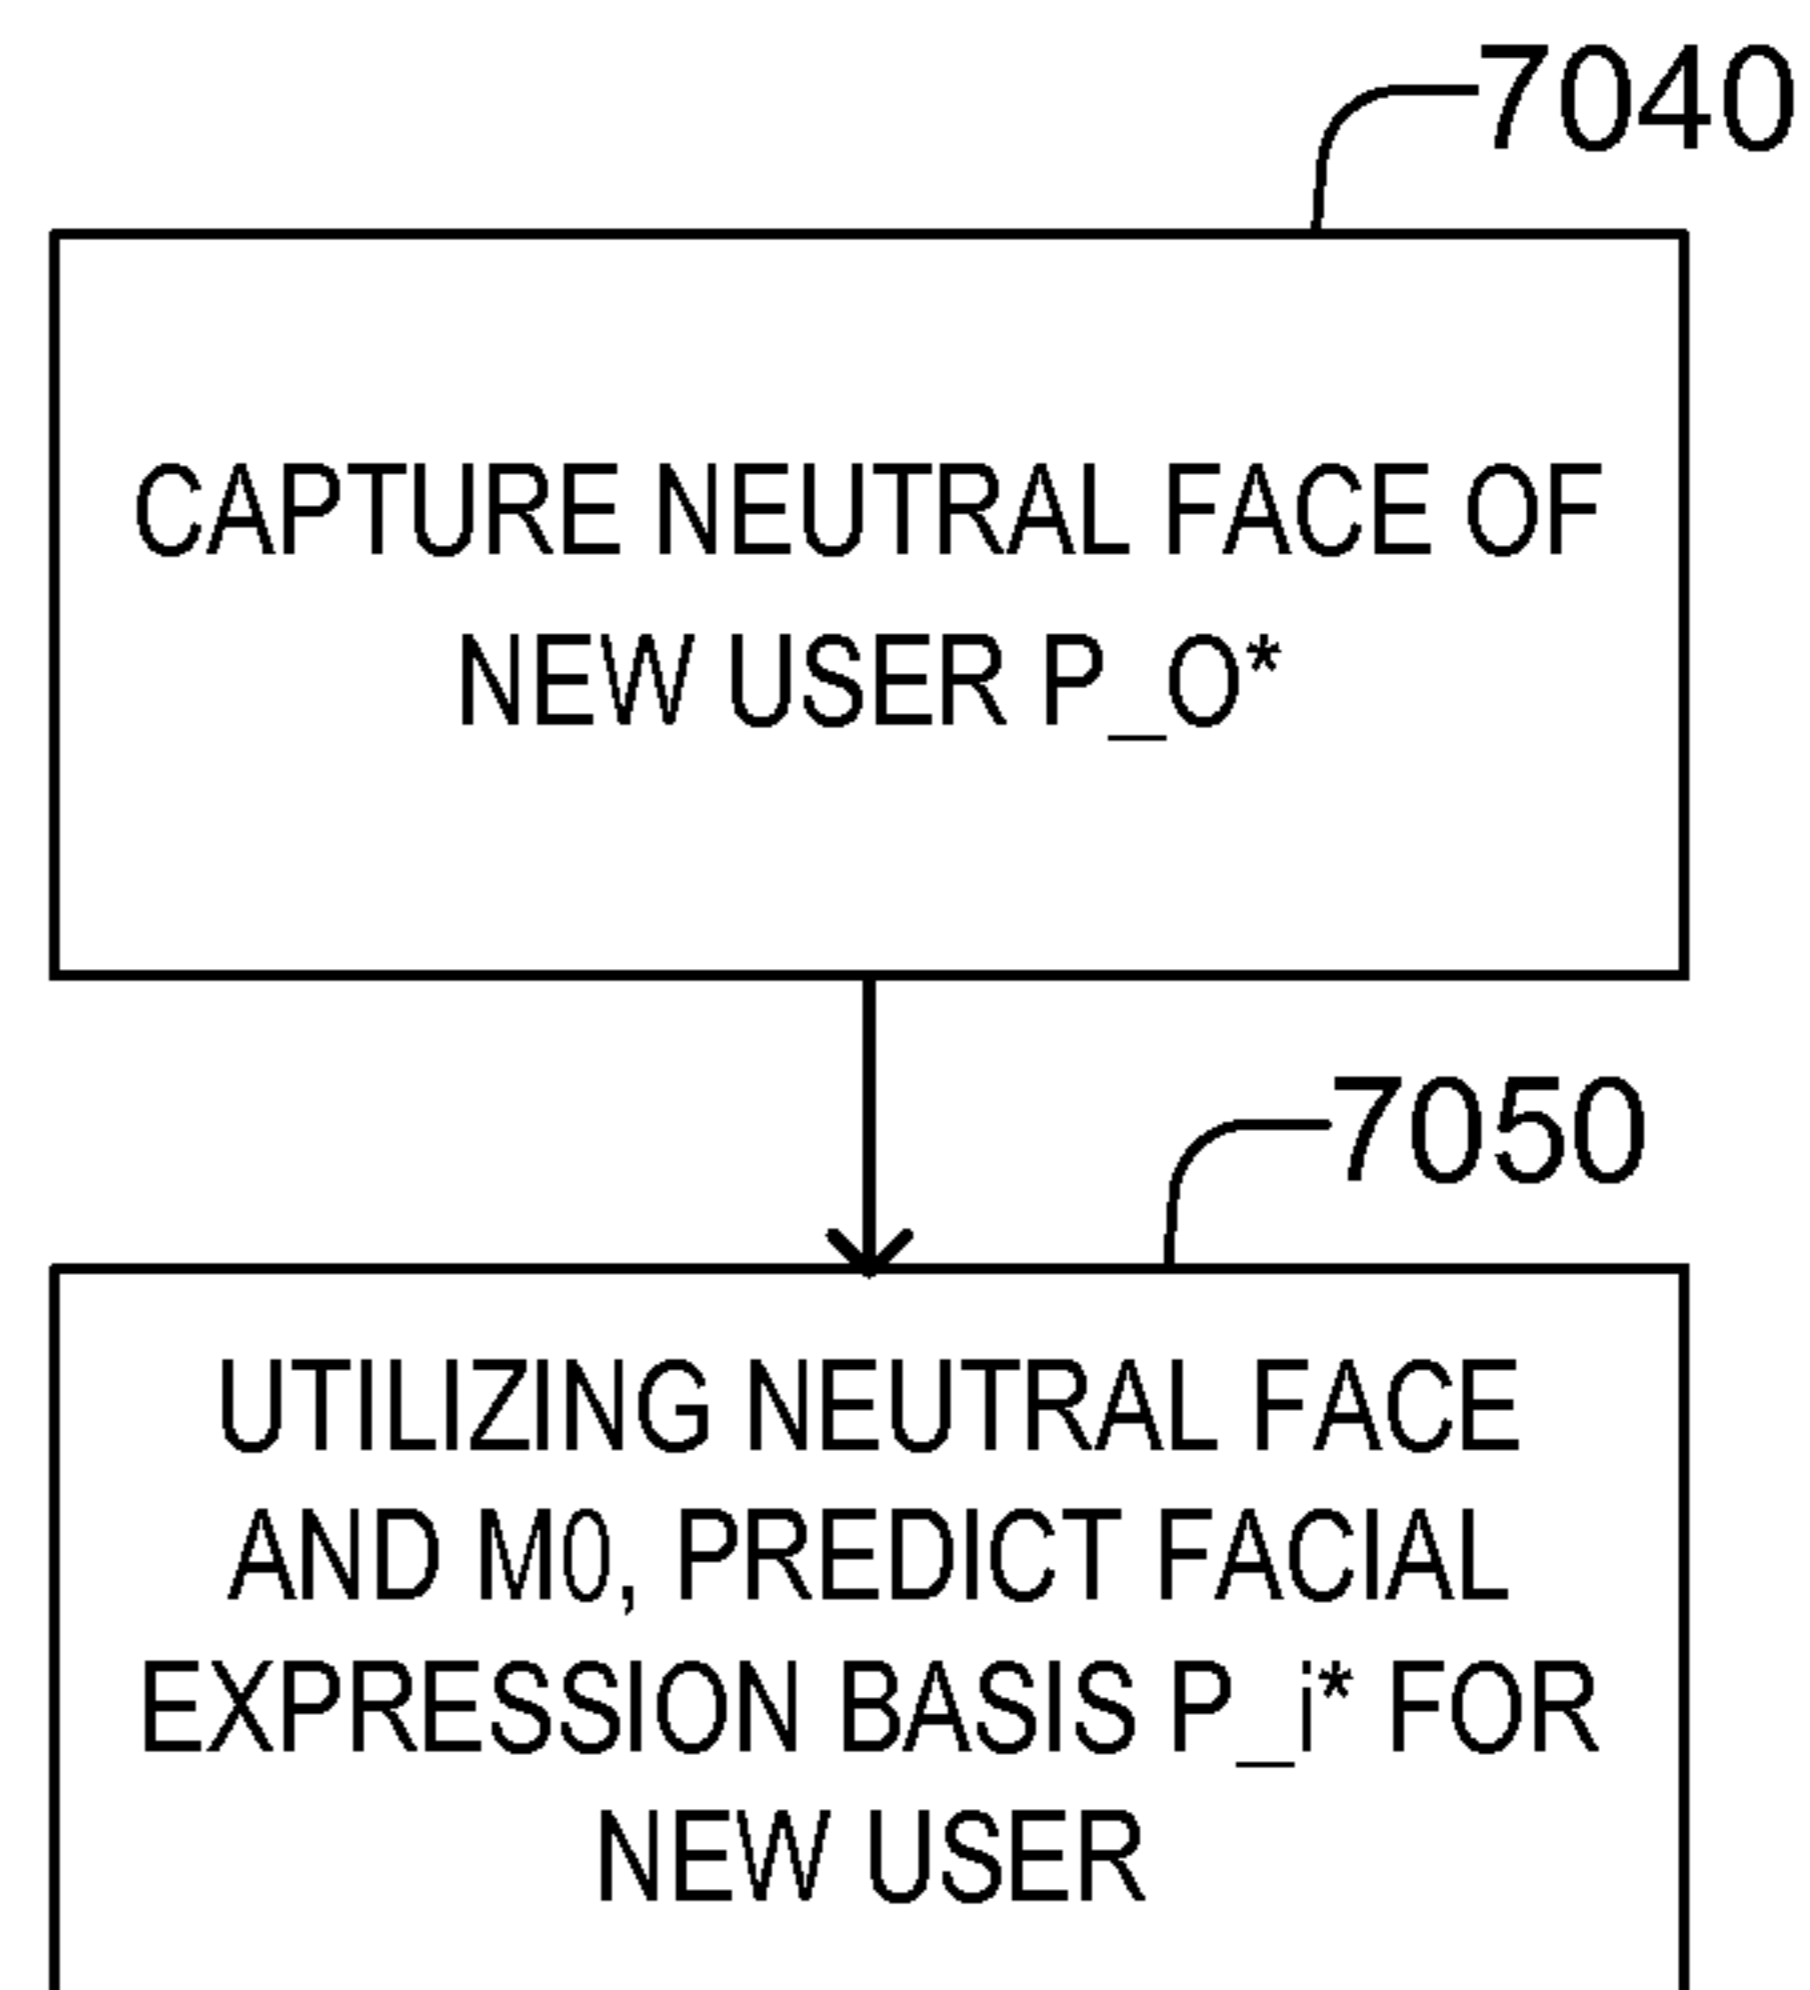 7040
CAPTURE NEUTRAL FACE OF
NEW USER P_O*
7050
UTILIZING NEUTRAL FACE
AND M0, PREDICT FACIAL
EXPRESSION BASIS P_i* FOR
NEW USER